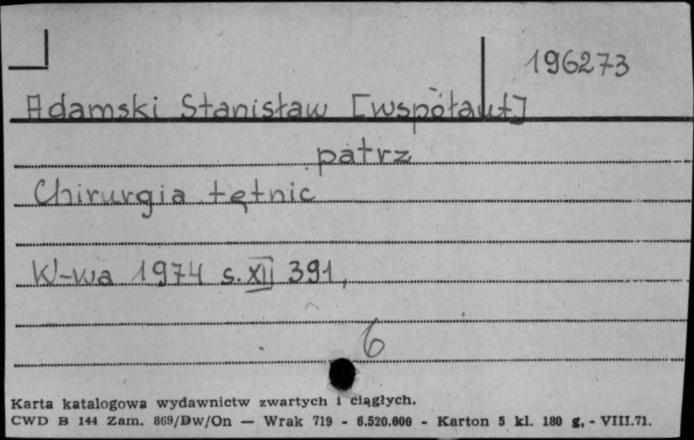 196273
Adamski Stanisław [współaut]
patrz
Chirurgia tętnic
W-wa 1974 s. XII 391,
6
Karta katalogowa wydawnictw zwartych i ciągłych.
CWD B 144 Zam. 869/Dw/On — Wrak 719 - 6.520.000 - Karton 5 kl. 180 g, - VIII.71.